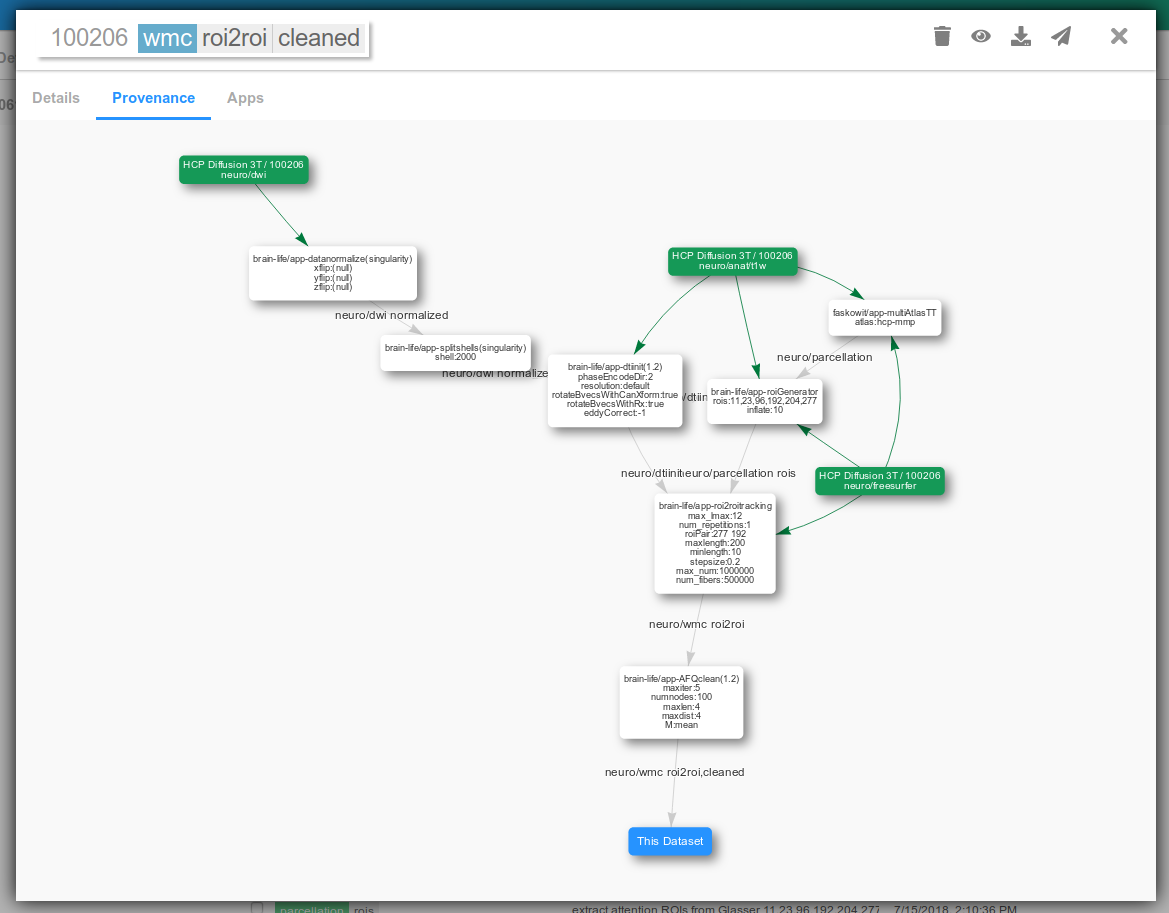 100206 wmc roi2roi cleaned
Details Provenance Apps
HCP Diffusion 3T / 100206
neuro/dwi
brain-life/app-datanormalize(singularity)
xflip:(null)
yflip:(null)
zflip:(null)
neuro/dwi normalized
brain-life/app-splitshells(singularity)
shell:2000
neuro/dwi normalize
HCP Diffusion 3T / 100206
neuro/anat/t1w
faskowit/app-multiAtlasTT
atlas:hcp-mmp
neuro/parcellation
brain-life/app-dtiinit(1.2)
phaseEncodeDir:2
resolution:default
rotateBvecsWithCanXform:true
rotateBvecsWithRx:true
eddyCorrect:-1
/dtiin
brain-life/app-roiGenerator
rois:11,23,96,192,204,277
inflate:10
HCP Diffusion 3T / 100206
neuro/freesurfer
neuro/dtiinit
euro/parcellation rois
brain-life/app-roi2roitracking
max_lmax:12
num_repetitions:1
roiPair:277 192
maxlength:200
minlength:10
stepsize:0.2
max_num:1000000
num_fibers:500000
neuro/wmc roi2roi
brain-life/app-AFQclean(1.2)
maxiter:5
numnodes:100
maxlen:4
maxdist:4
M:mean
neuro/wmc roi2roi,cleaned
This Dataset
parcellation rois extract attention ROIs from Glasser 11,23,96,192,204,277 7/15/2018, 2:10:36 PM